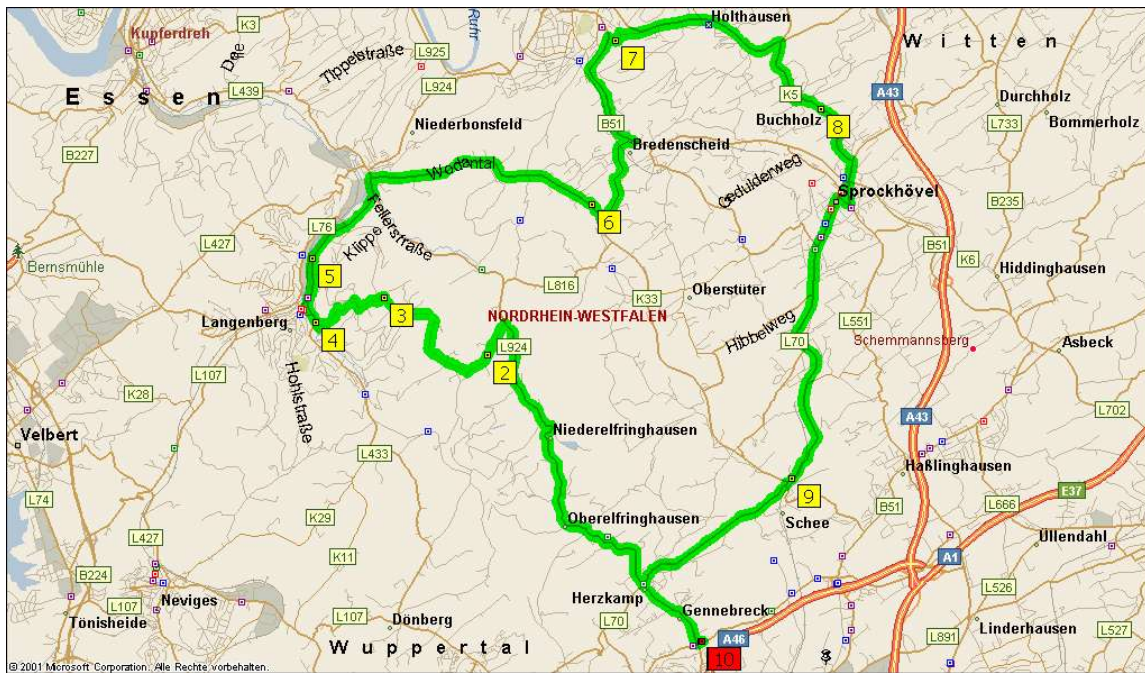 Kupferdreh
K3
Ruhr
Holthausen
Witten
Deele
Tippelstraße
L925
7
Essen
L439
L924
K5
A43
Durchholz
Niederbonsfeld
B51
Buchholz
8
L733
Bommerholz
B227
Bredenscheid
Wodantal
Gedulderweg
Sprockhövel
L76
Fellerstraße
6
B235
L427
Klippe
B51
Bernsmühle
5
L816
K33
Oberstüter
K6
Hiddinghausen
NORDRHEIN-WESTFALEN
3
Langenberg
4
Hibbelweg
L551
L70
Schemmannsberg
Asbeck
L924
2
L107
K28
Hohlstraße
A43
L702
Velbert
Niederelfringhausen
L433
Haßlinghausen
9
E37
L74
B51
L666
K29
Oberelfringhausen
Schee
Üllendahl
L427
K11
A1
B224
L526
Neviges
Herzkamp
Gennebreck
L107
Tönisheide
Dönberg
L107
L70
A46
L891
Linderhausen
L527
Wuppertal
10
© 2001 Microsoft Corporation. Alle Rechte vorbehalten.